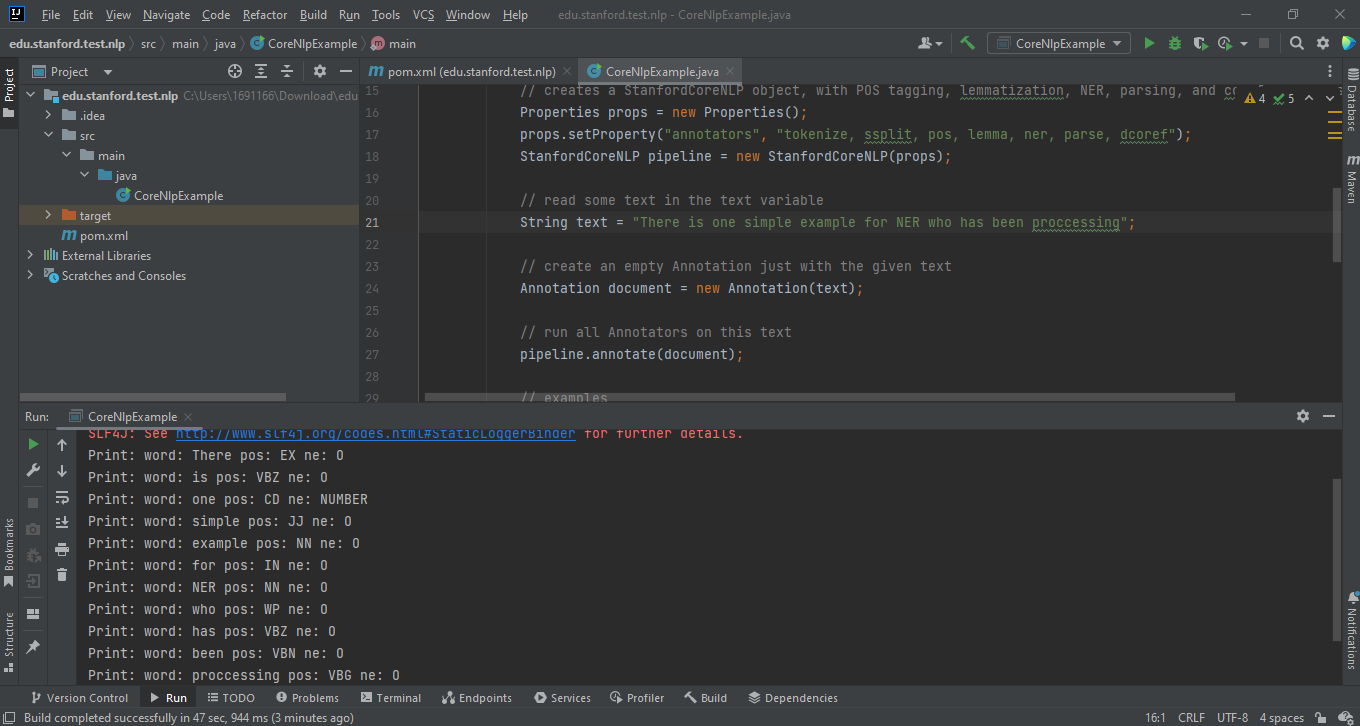 File Edit View Navigate Code Refactor Build Run Tools VCS Window Help edu.stanford.test.nlp - CoreNlpExample.java
edu.stanford.test.nlp src main java CoreNlpExample main CoreNlpExample
Project
Project
pom.xml (edu.stanford.test.nlp) CoreNlpExample.java
edu.stanford.test.nlp C:\Users\1691166\Download\edu
.idea
src
main
java
CoreNlpExample
target
pom.xml
External Libraries
Scratches and Consoles
4 5
15 // creates a StanfordCoreNLP object, with POS tagging, lemmatization, NER, parsing, and
16 Properties props = new Properties();
17 props.setProperty("annotators", "tokenize, ssplit, pos, lemma, ner, parse, dcoref");
18 StanfordCoreNLP pipeline = new StanfordCoreNLP(props);
19
20 // read some text in the text variable
21 String text = "There is one simple example for NER who has been proccessing";
22
23 // create an empty Annotation just with the given text
24 Annotation document = new Annotation(text);
25
26 // run all Annotators on this text
27 pipeline.annotate(document);
28
29 // examples
Database
Maven
Notifications
Run: CoreNlpExample
SLF4J: See http://www.slf4j.org/codes.html#StaticLoggerBinder for further details.
Print: word: There pos: EX ne: O
Print: word: is pos: VBZ ne: O
Print: word: one pos: CD ne: NUMBER
Print: word: simple pos: JJ ne: O
Print: word: example pos: NN ne: O
Print: word: for pos: IN ne: O
Print: word: NER pos: NN ne: O
Print: word: who pos: WP ne: O
Print: word: has pos: VBZ ne: O
Print: word: been pos: VBN ne: O
Print: word: proccessing pos: VBG ne: O
Bookmarks
Structure
Version Control Run TODO Problems Terminal Endpoints Services Profiler Build Dependencies
Build completed successfully in 47 sec, 944 ms (3 minutes ago) 16:1 CRLF UTF-8 4 spaces